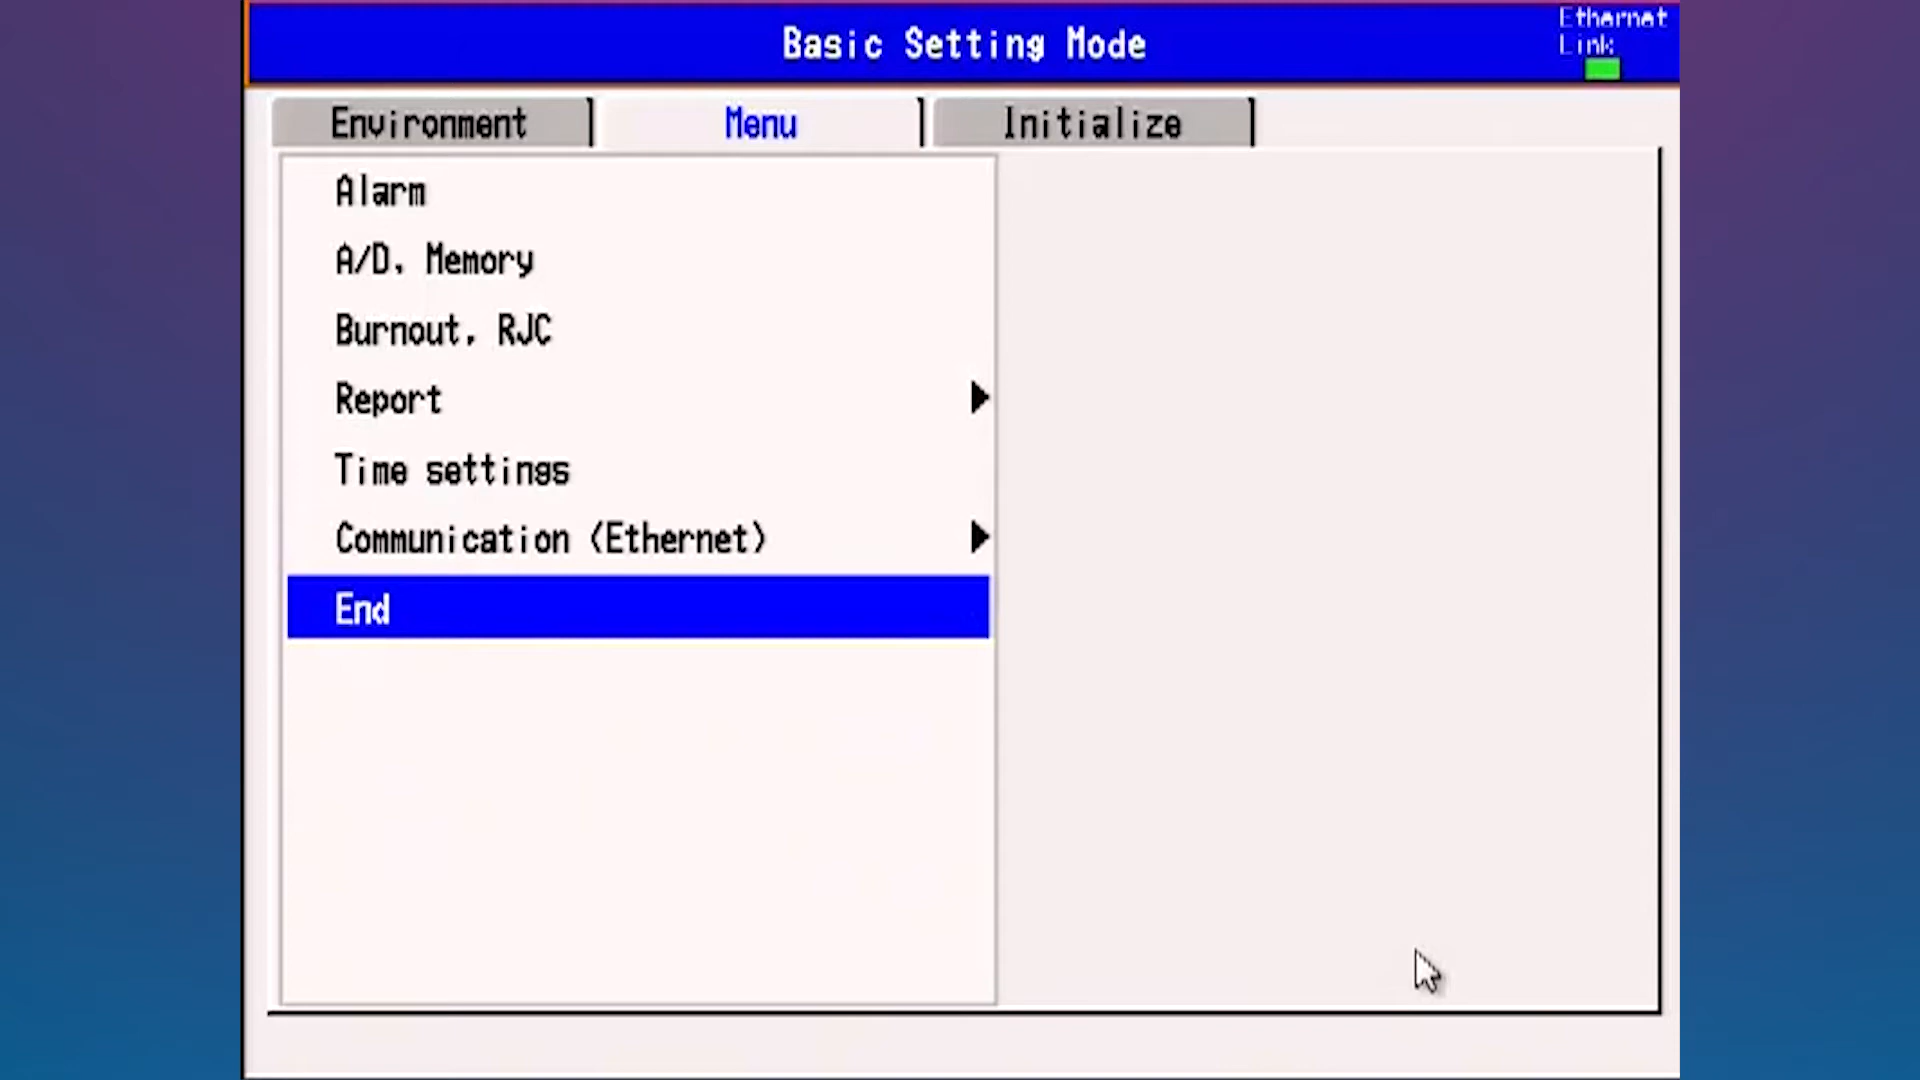 Basic Setting Mode
Ethernet
Link
Environment
Menu
Initialize
Alarm
A/D, Memory
Burnout, RJC
Report
Time settings
Communication (Ethernet)
End